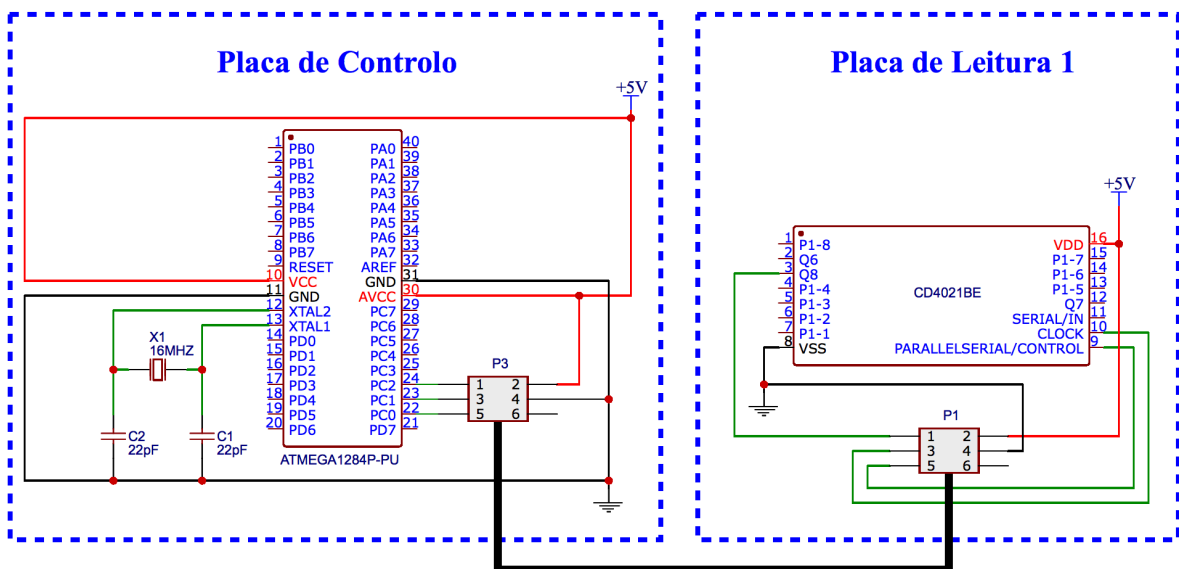 Placa de Controlo
+5V
1 PB0 PA0 40
2 PB1 PA1 39
3 PB2 PA2 38
4 PB3 PA3 37
5 PB4 PA4 36
6 PB5 PA5 35
7 PB6 PA6 34
8 PB7 PA7 33
9 RESET AREF 32
10 VCC GND 31
11 GND AVCC 30
12 XTAL2 PC7 29
13 XTAL1 PC6 28
14 PD0 PC5 27
15 PD1 PC4 26
16 PD2 PC3 25
17 PD3 PC2 24
18 PD4 PC1 23
19 PD5 PC0 22
20 PD6 PD7 21
ATMEGA1284P-PU
X1
16MHZ
C2
22pF
C1
22pF
P3
1 2
3 4
5 6
Placa de Leitura 1
+5V
1 P1-8 VDD 16
2 Q6 P1-7 15
3 Q8 P1-6 14
4 P1-4 P1-5 13
5 P1-3 Q7 12
6 P1-2 SERIAL/IN 11
7 P1-1 CLOCK 10
8 VSS PARALLELSERIAL/CONTROL 9
CD4021BE
P1
1 2
3 4
5 6